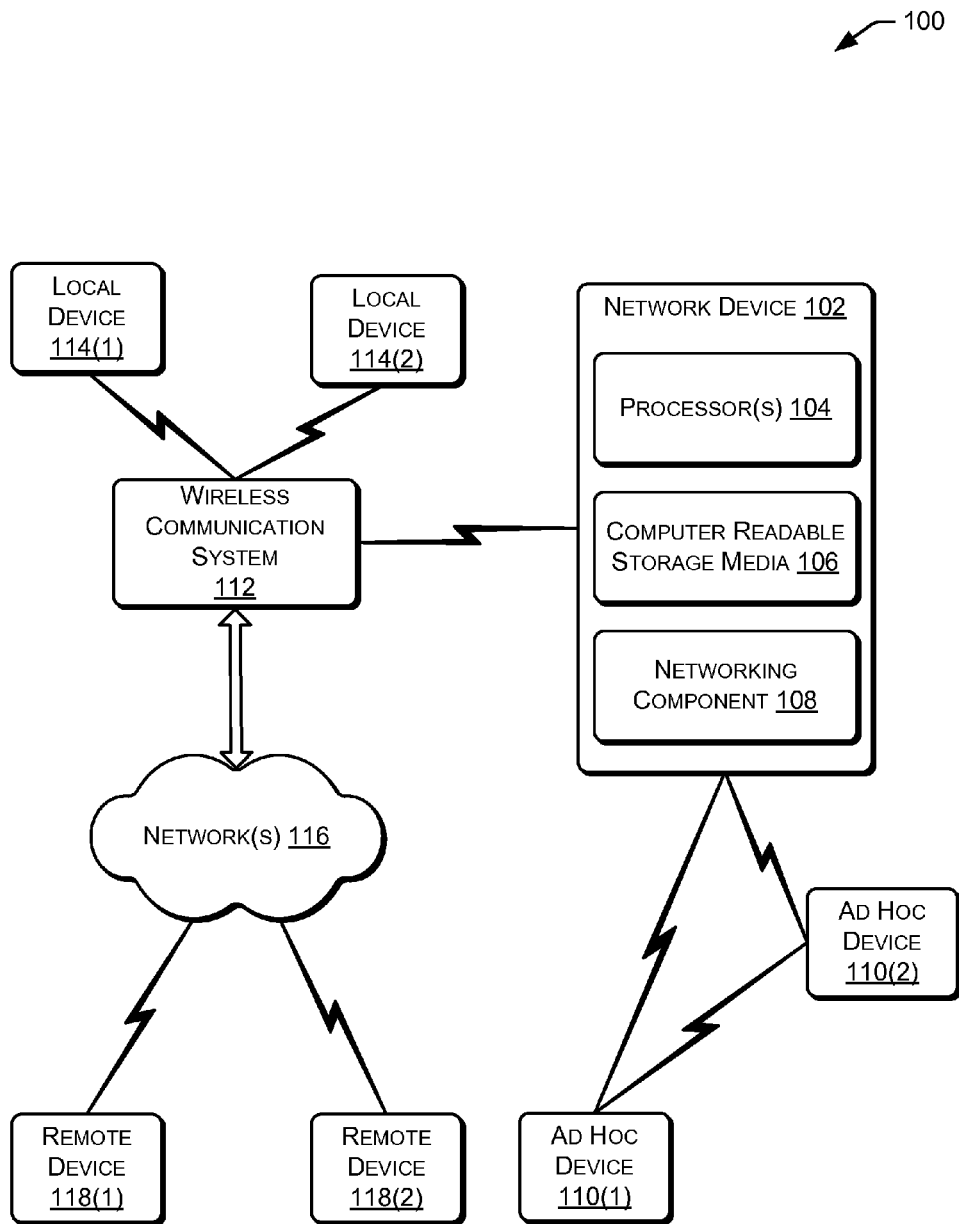 100
LOCAL
DEVICE
114(1)
LOCAL
DEVICE
114(2)
NETWORK DEVICE 102
PROCESSOR(S) 104
COMPUTER READABLE
STORAGE MEDIA 106
NETWORKING
COMPONENT 108
WIRELESS
COMMUNICATION
SYSTEM
112
NETWORK(S) 116
AD HOC
DEVICE
110(2)
REMOTE
DEVICE
118(1)
REMOTE
DEVICE
118(2)
AD HOC
DEVICE
110(1)